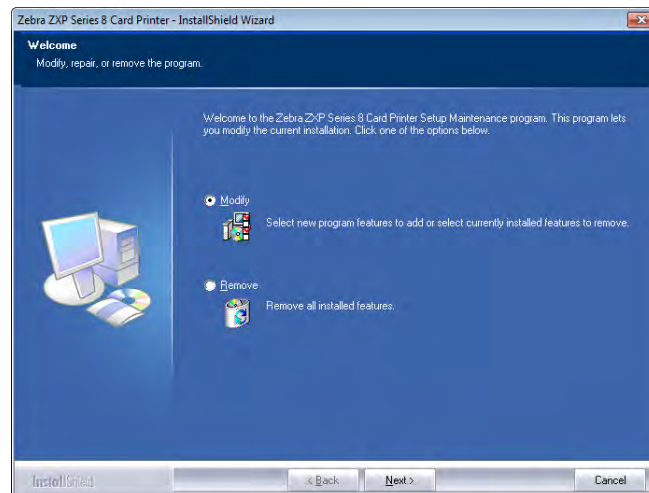 Zebra ZXP Series 8 Card Printer - InstallShield Wizard
Welcome
Modify, repair, or remove the program.
Welcome to the Zebra ZXP Series 8 Card Printer Setup Maintenance program. This program lets
you modify the current installation. Click one of the options below.
Modify
Select new program features to add or select currently installed features to remove.
Remove
Remove all installed features.
InstallShield
< Back
Next >
Cancel